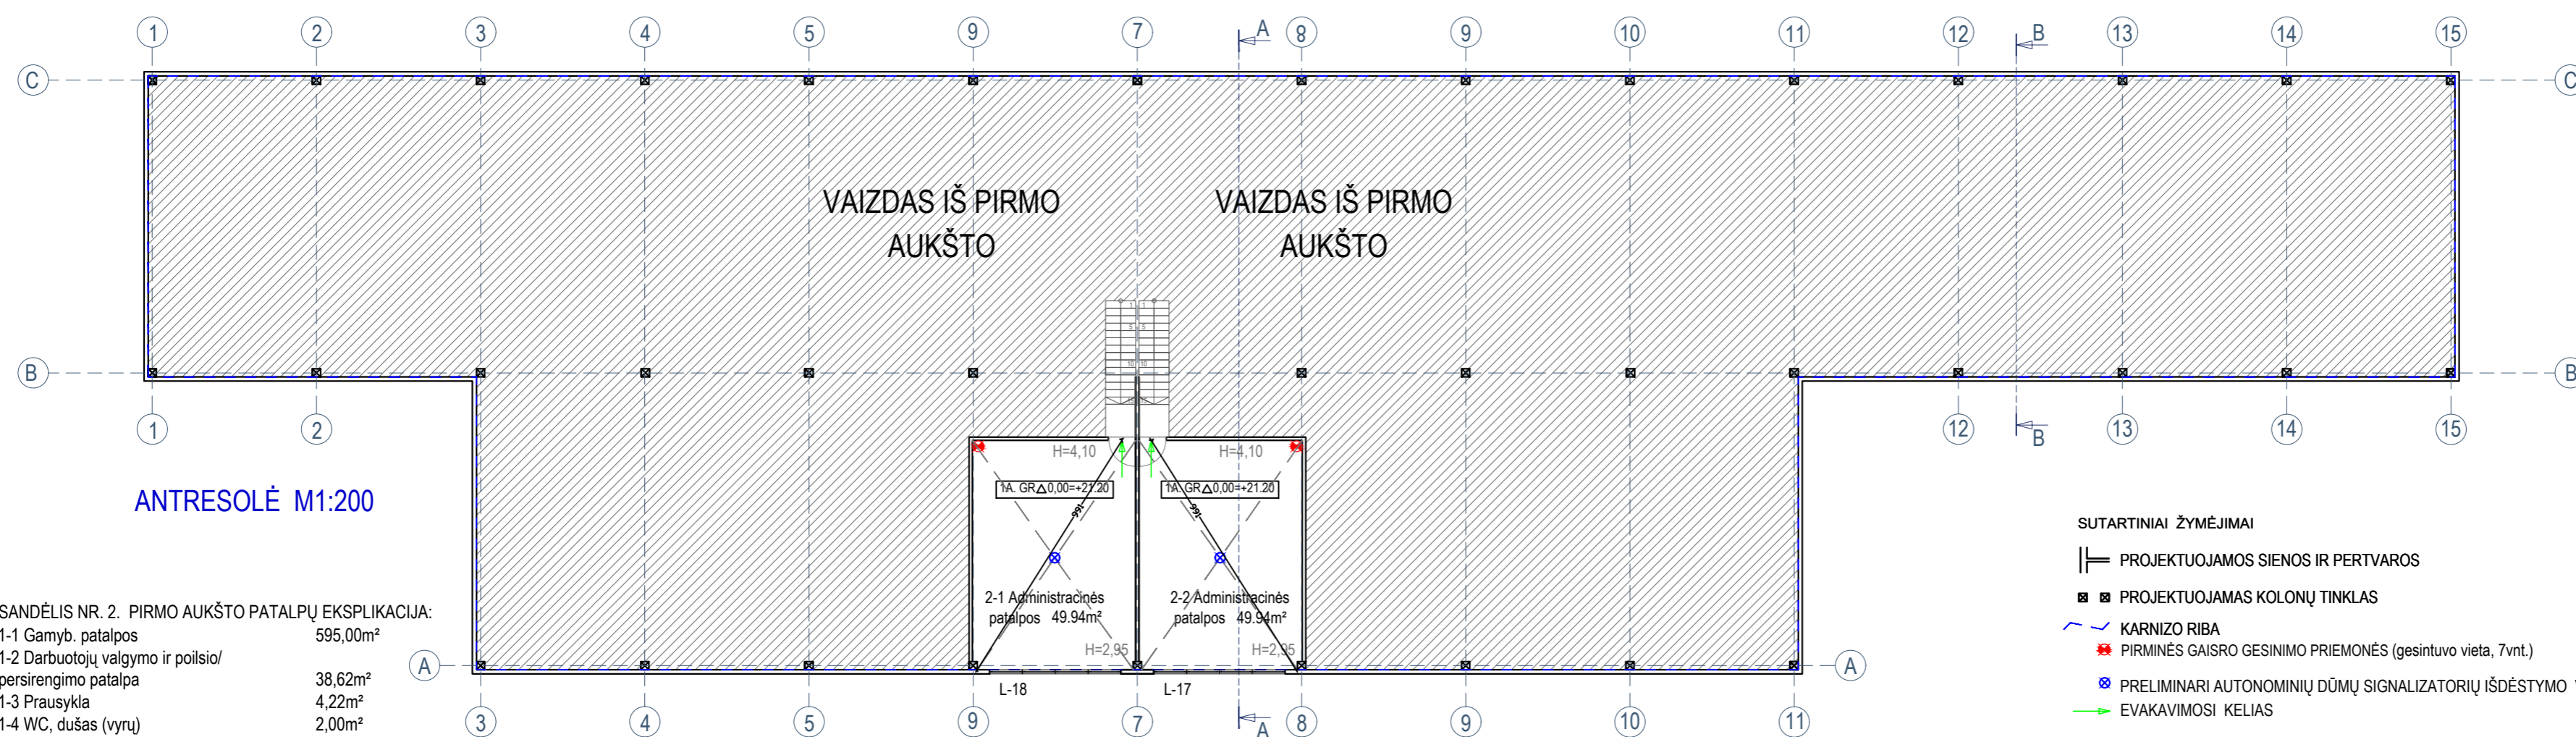 1 2 3 4 5 9 7 A 8 9 10 11 12 B 13 14 15
C C
VAIZDAS IŠ PIRMO
AUKŠTO
VAIZDAS IŠ PIRMO
AUKŠTO
1 1
5 5
10 10
B B
1 2 12 B 13 14 15
H=4,10 H=4,10
1A. GR△0,00=+21.20 1A. GR△0,00=+21.20
ANTRESOLĖ M1:200
2-1 Administracinės
patalpos 49.94m²
2-2 Administracinės
patalpos 49.94m²
H=2,95 H=2,95
A A
L-18 L-17
3 4 5 9 7 A 8 9 10 11
SANDĖLIS NR. 2. PIRMO AUKŠTO PATALPŲ EKSPLIKACIJA:
1-1 Gamyb. patalpos 595,00m²
1-2 Darbuotojų valgymo ir poilsio/
persirengimo patalpa 38,62m²
1-3 Prausykla 4,22m²
1-4 WC, dušas (vyrų) 2,00m²
SUTARTINIAI ŽYMĖJIMAI
PROJEKTUOJAMOS SIENOS IR PERTVAROS
PROJEKTUOJAMAS KOLONŲ TINKLAS
KARNIZO RIBA
PIRMINĖS GAISRO GESINIMO PRIEMONĖS (gesintuvo vieta, 7vnt.)
PRELIMINARI AUTONOMINIŲ DŪMŲ SIGNALIZATORIŲ IŠDĖSTYMO
EVAKAVIMOSI KELIAS